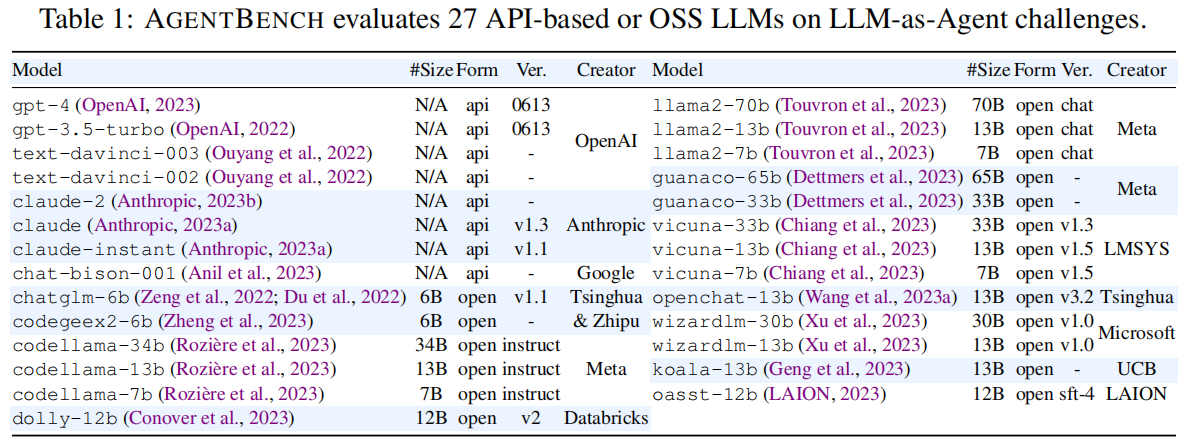 Table 1: AGENTBENCH evaluates 27 API-based or OSS LLMs on LLM-as-Agent challenges.
Model #Size Form Ver. Creator Model #Size Form Ver. Creator
gpt-4 (OpenAI, 2023) N/A api 0613 OpenAI llama2-70b (Touvron et al., 2023) 70B open chat Meta
gpt-3.5-turbo (OpenAI, 2022) N/A api 0613 llama2-13b (Touvron et al., 2023) 13B open chat
text-davinci-003 (Ouyang et al., 2022) N/A api - llama2-7b (Touvron et al., 2023) 7B open chat
text-davinci-002 (Ouyang et al., 2022) N/A api - guanaco-65b (Dettmers et al., 2023) 65B open - Meta
claude-2 (Anthropic, 2023b) N/A api - Anthropic guanaco-33b (Dettmers et al., 2023) 33B open -
claude (Anthropic, 2023a) N/A api v1.3 vicuna-33b (Chiang et al., 2023) 33B open v1.3 LMSYS
claude-instant (Anthropic, 2023a) N/A api v1.1 vicuna-13b (Chiang et al., 2023) 13B open v1.5
chat-bison-001 (Anil et al., 2023) N/A api - Google vicuna-7b (Chiang et al., 2023) 7B open v1.5
chatglm-6b (Zeng et al., 2022; Du et al., 2022) 6B open v1.1 Tsinghua openchat-13b (Wang et al., 2023a) 13B open v3.2 Tsinghua
codegeex2-6b (Zheng et al., 2023) 6B open - & Zhipu wizardlm-30b (Xu et al., 2023) 30B open v1.0 Microsoft
codellama-34b (Rozière et al., 2023) 34B open instruct Meta wizardlm-13b (Xu et al., 2023) 13B open v1.0
codellama-13b (Rozière et al., 2023) 13B open instruct koala-13b (Geng et al., 2023) 13B open - UCB
codellama-7b (Rozière et al., 2023) 7B open instruct oasst-12b (LAION, 2023) 12B open sft-4 LAION
dolly-12b (Conover et al., 2023) 12B open v2 Databricks